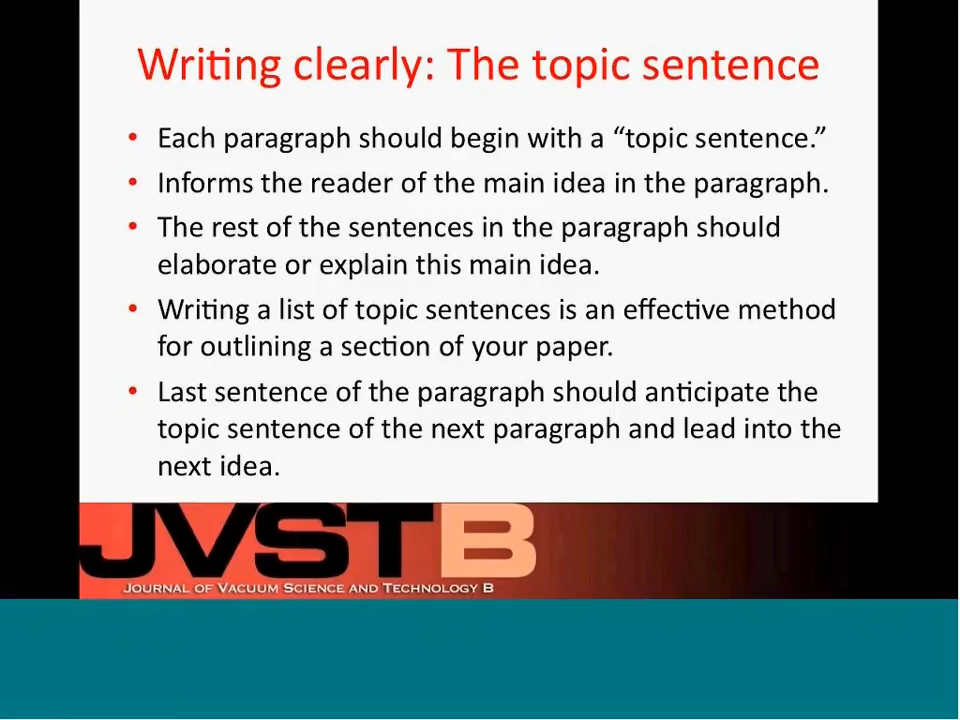 Writing clearly: The topic sentence
• Each paragraph should begin with a “topic sentence.”
• Informs the reader of the main idea in the paragraph.
• The rest of the sentences in the paragraph should
elaborate or explain this main idea.
• Writing a list of topic sentences is an effective method
for outlining a section of your paper.
• Last sentence of the paragraph should anticipate the
topic sentence of the next paragraph and lead into the
next idea.
JVSTB
JOURNAL OF VACUUM SCIENCE AND TECHNOLOGY B